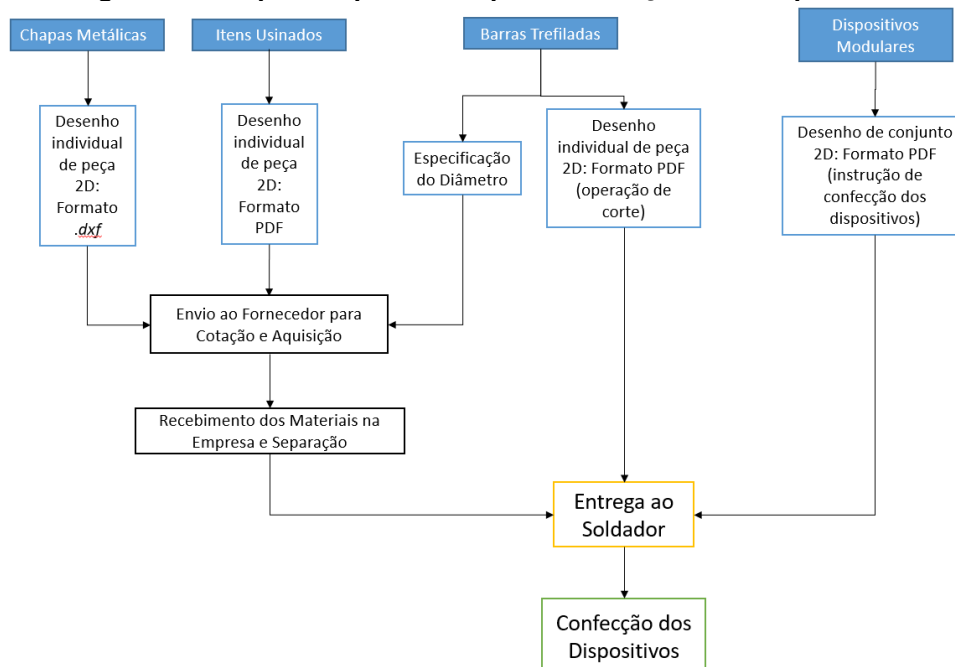 Chapas Metálicas
Itens Usinados
Barras Trefiladas
Dispositivos
Modulares
Desenho
individual
de peça
2D:
Formato
.dxf
Desenho
individual
de peça
2D:
Formato
PDF
Especificação
do Diâmetro
Desenho
individual de peça
2D: Formato PDF
(operação de
corte)
Desenho de conjunto
2D: Formato PDF
(instrução de
confecção dos
dispositivos)
Envio ao Fornecedor para
Cotação e Aquisição
Recebimento dos Materiais na
Empresa e Separação
Entrega ao
Soldador
Confecção dos
Dispositivos